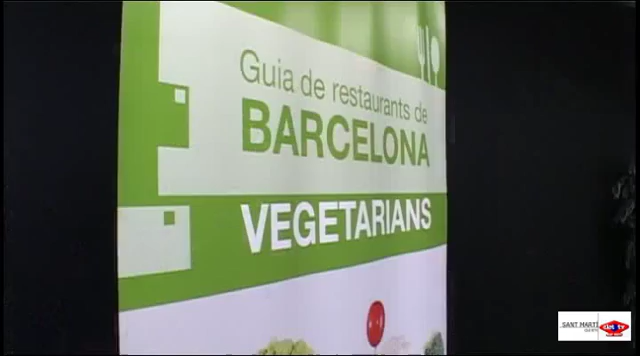 Guia de restaurants de
BARCELONA
VEGETARIANS
SANT MARTÍ